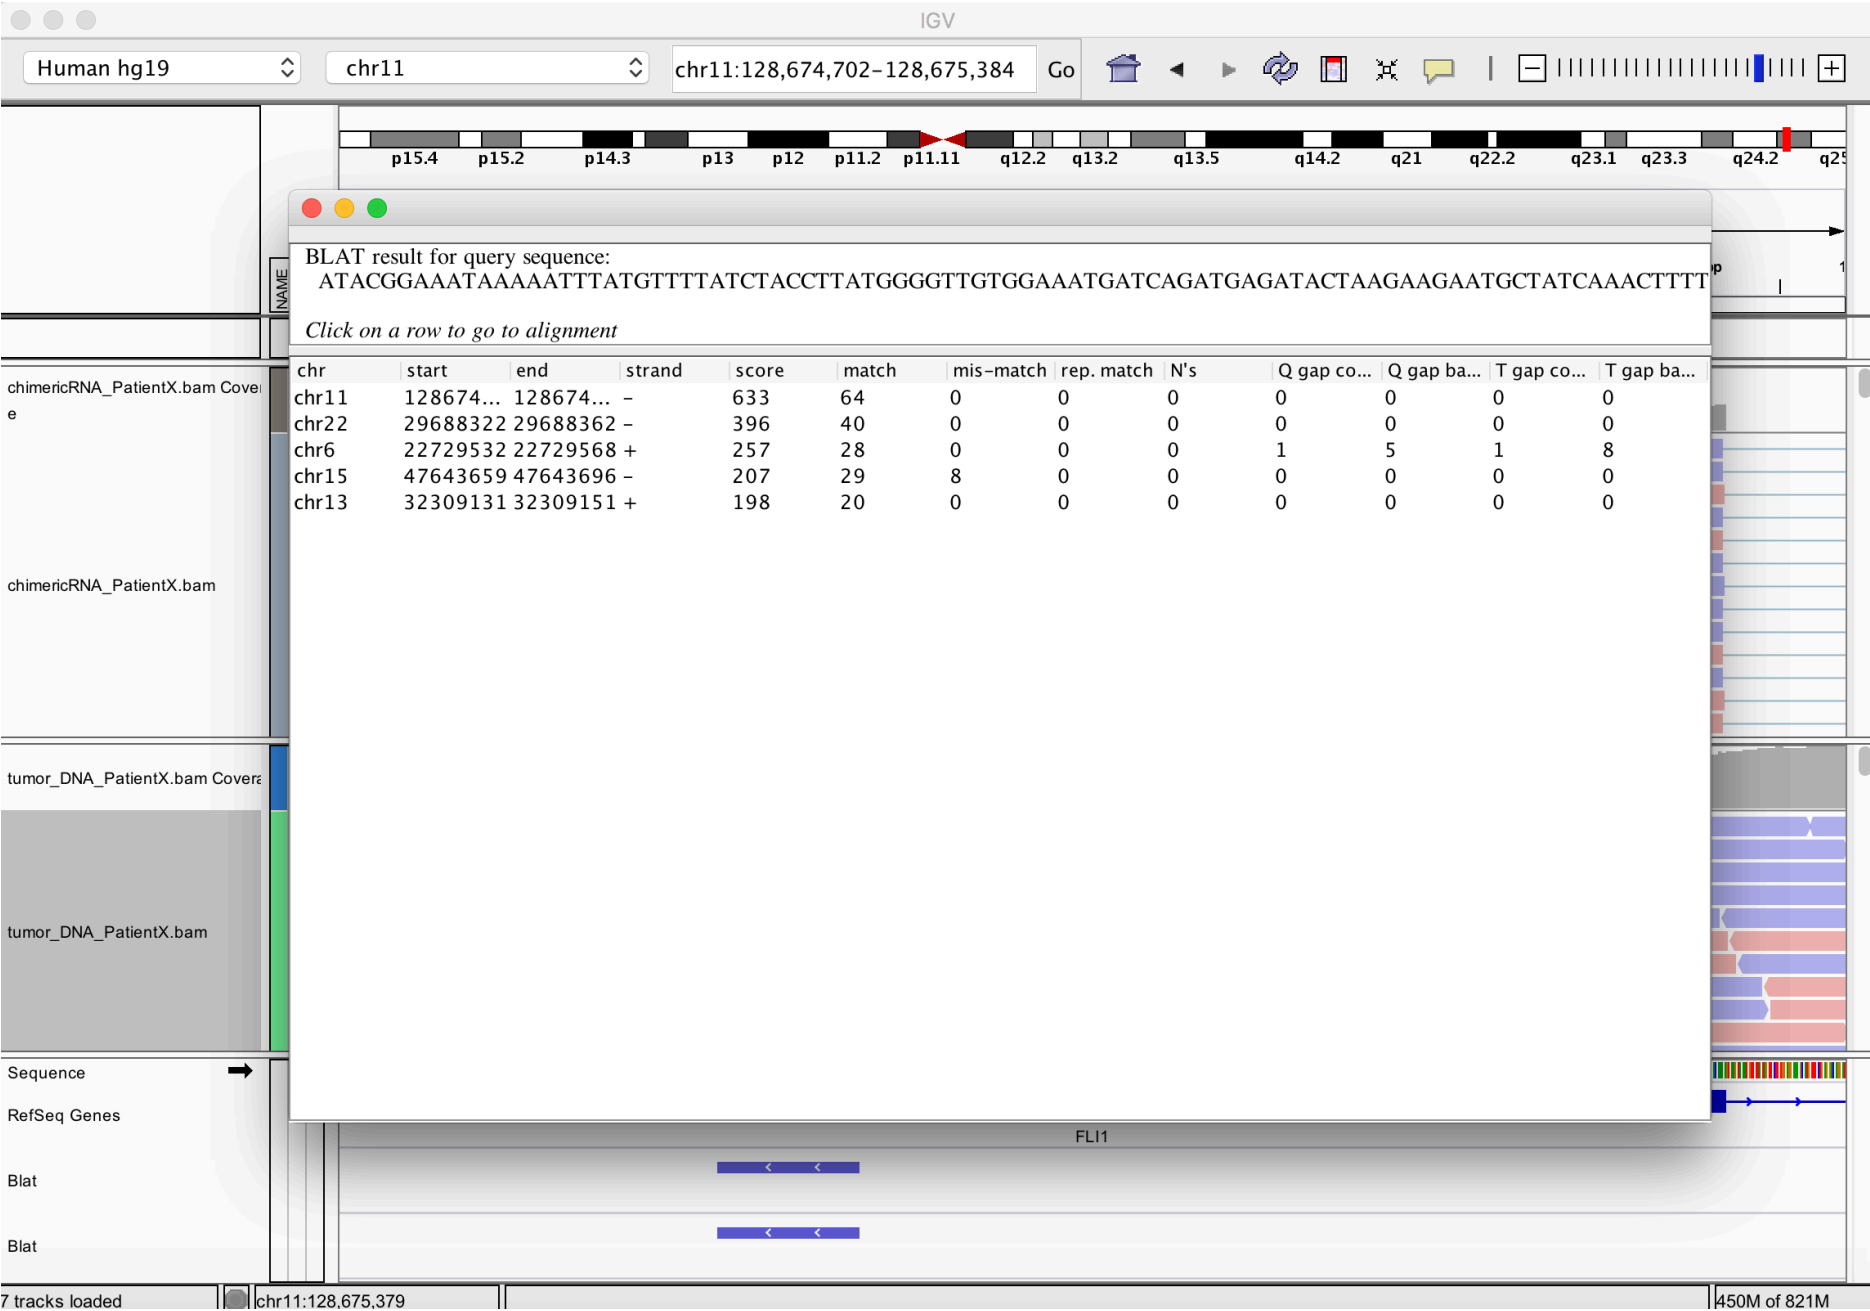 IGV
Human hg19 chr11 chr11:128,674,702-128,675,384 Go
p15.4 p15.2 p14.3 p13 p12 p11.2 p11.11 q12.2 q13.2 q13.5 q14.2 q21 q22.2 q23.1 q23.3 q24.2 q25
NAME
BLAT result for query sequence:
ATACGGAAATAAAAATTTATGTTTTATCTACCTTATGGGGTTGTGGAAATGATCAGATGAGATACTAAGAAGAATGCTATCAAACTTTT
Click on a row to go to alignment
chr start end strand score match mis-match rep. match N's Q gap co... Q gap ba... T gap co... T gap ba...
chr11 128674... 128674... - 633 64 0 0 0 0 0 0 0
chr22 29688322 29688362 - 396 40 0 0 0 0 0 0 0
chr6 22729532 22729568 + 257 28 0 0 0 1 5 1 8
chr15 47643659 47643696 - 207 29 8 0 0 0 0 0 0
chr13 32309131 32309151 + 198 20 0 0 0 0 0 0 0
chimericRNA_PatientX.bam Cover
e
chimericRNA_PatientX.bam
tumor_DNA_PatientX.bam Covera
tumor_DNA_PatientX.bam
Sequence
RefSeq Genes
FLI1
Blat
Blat
7 tracks loaded chr11:128,675,379 450M of 821M